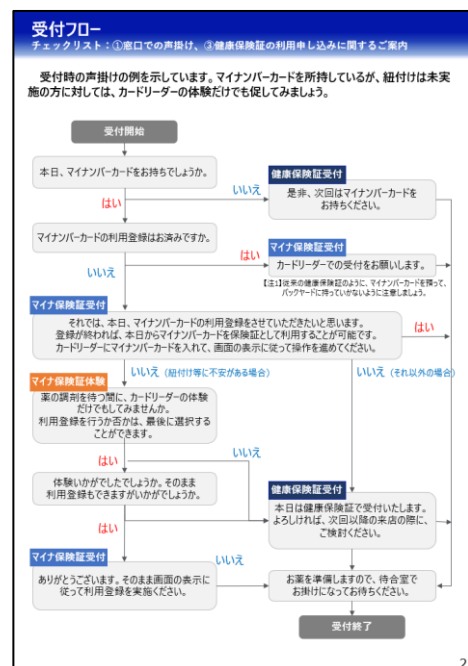 受付フロー
チェックリスト：①窓口での声掛け、③健康保険証の利用申し込みに関するご案内
受付時の声掛けの例を示しています。マイナンバーカードを所持しているが、紐付けは未実
施の方に対しては、カードリーダーの体験だけでも促してみましょう。
受付開始
本日、マイナンバーカードをお持ちでしょうか。
いいえ
はい
健康保険証受付
是非、次回はマイナンバーカードを
お持ちください。
マイナンバーカードの利用登録はお済みですか。
はい
いいえ
マイナ保険証受付
カードリーダーでの受付をお願いします。
【注1】従来の健康保険証のように、マイナンバーカードを預って、
バックヤードに持っていかないように注意しましょう。
マイナ保険証受付
それでは、本日、マイナンバーカードの利用登録をさせていただきたいと思います。
登録が終われば、本日からマイナンバーカードを保険証として利用することが可能です。
カードリーダーにマイナンバーカードを入れて、画面の表示に従って操作を進めてください。
はい
いいえ（紐付け等に不安がある場合）
いいえ（それ以外の場合）
マイナ保険証体験
薬の調剤を待つ間に、カードリーダーの体験
だけでもしてみませんか。
利用登録を行うか否かは、最後に選択する
ことができます。
いいえ
はい
体験いかがでしたでしょうか。そのまま
利用登録もできますがいかがでしょうか。
はい
健康保険証受付
本日は健康保険証で受付いたします。
よろしければ、次回以降の来店の際に、
ご検討ください。
マイナ保険証受付
ありがとうございます。そのまま画面の表示に
従って利用登録を実施ください。
いいえ
お薬を準備しますので、待合室で
お掛けになってお待ちください。
受付終了
2